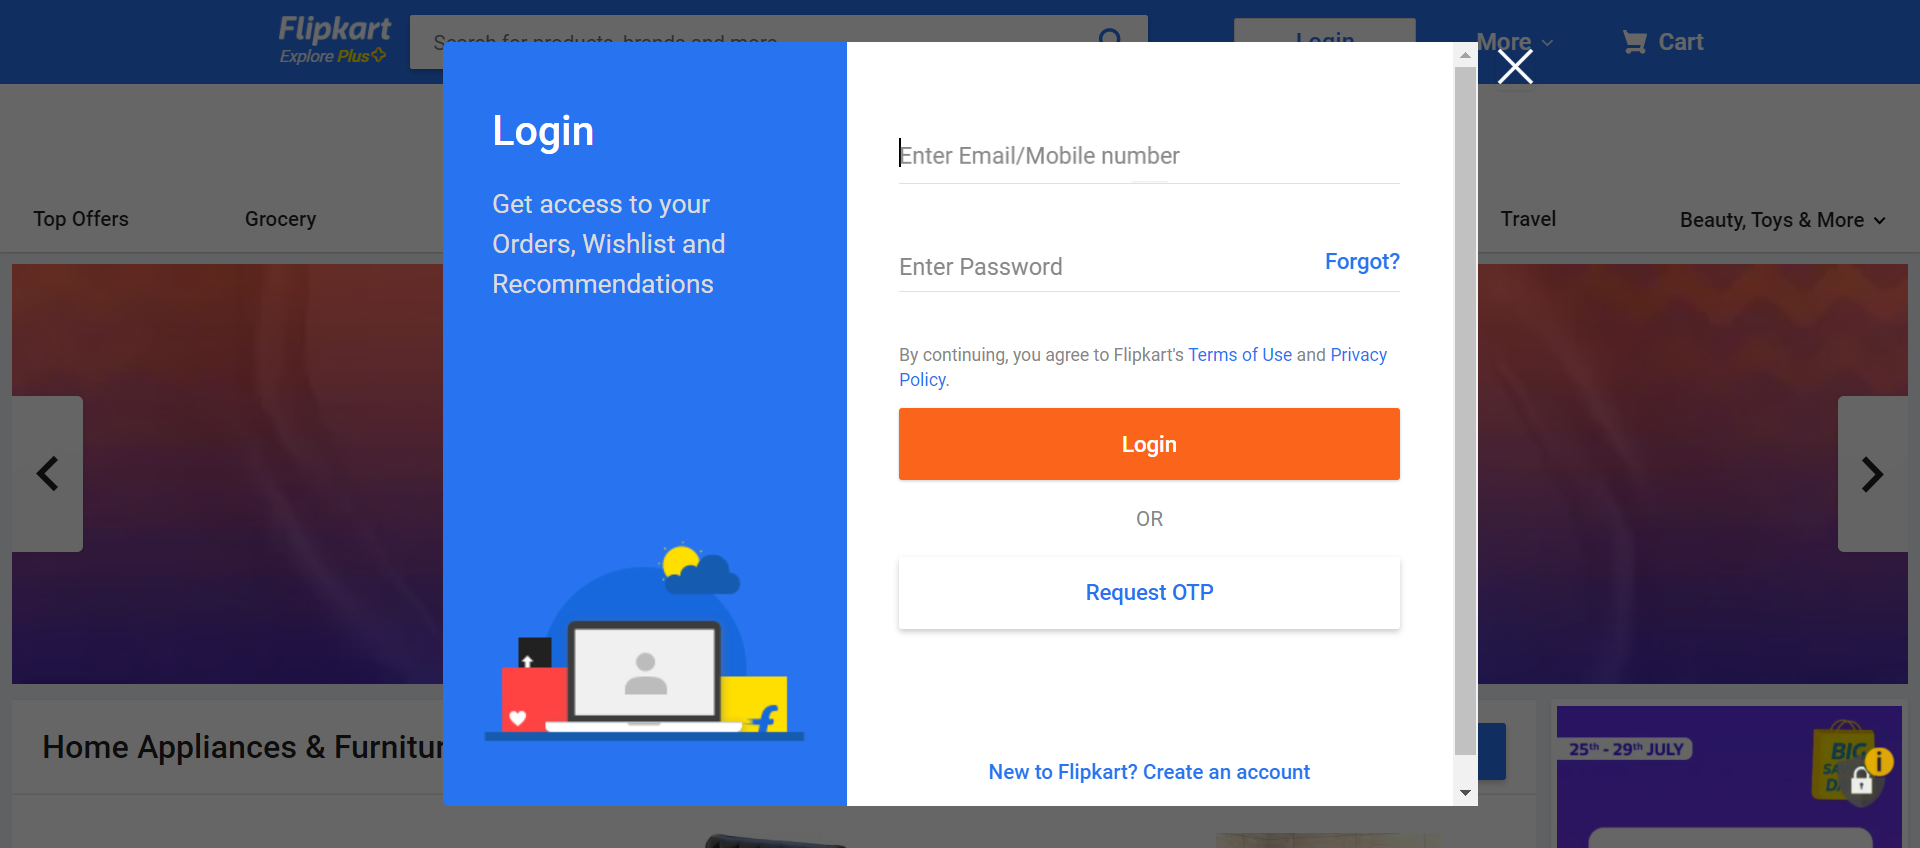 Flipkart
Explore Plus
Search for products, brands and more
Login
More
Cart
Top Offers
Grocery
Travel
Beauty, Toys & More
Login
Get access to your
Orders, Wishlist and
Recommendations
Enter Email/Mobile number
Enter Password
Forgot?
By continuing, you agree to Flipkart's Terms of Use and Privacy
Policy.
Login
OR
Request OTP
New to Flipkart? Create an account
Home Appliances & Furnitur
25th - 29th JULY
BIG